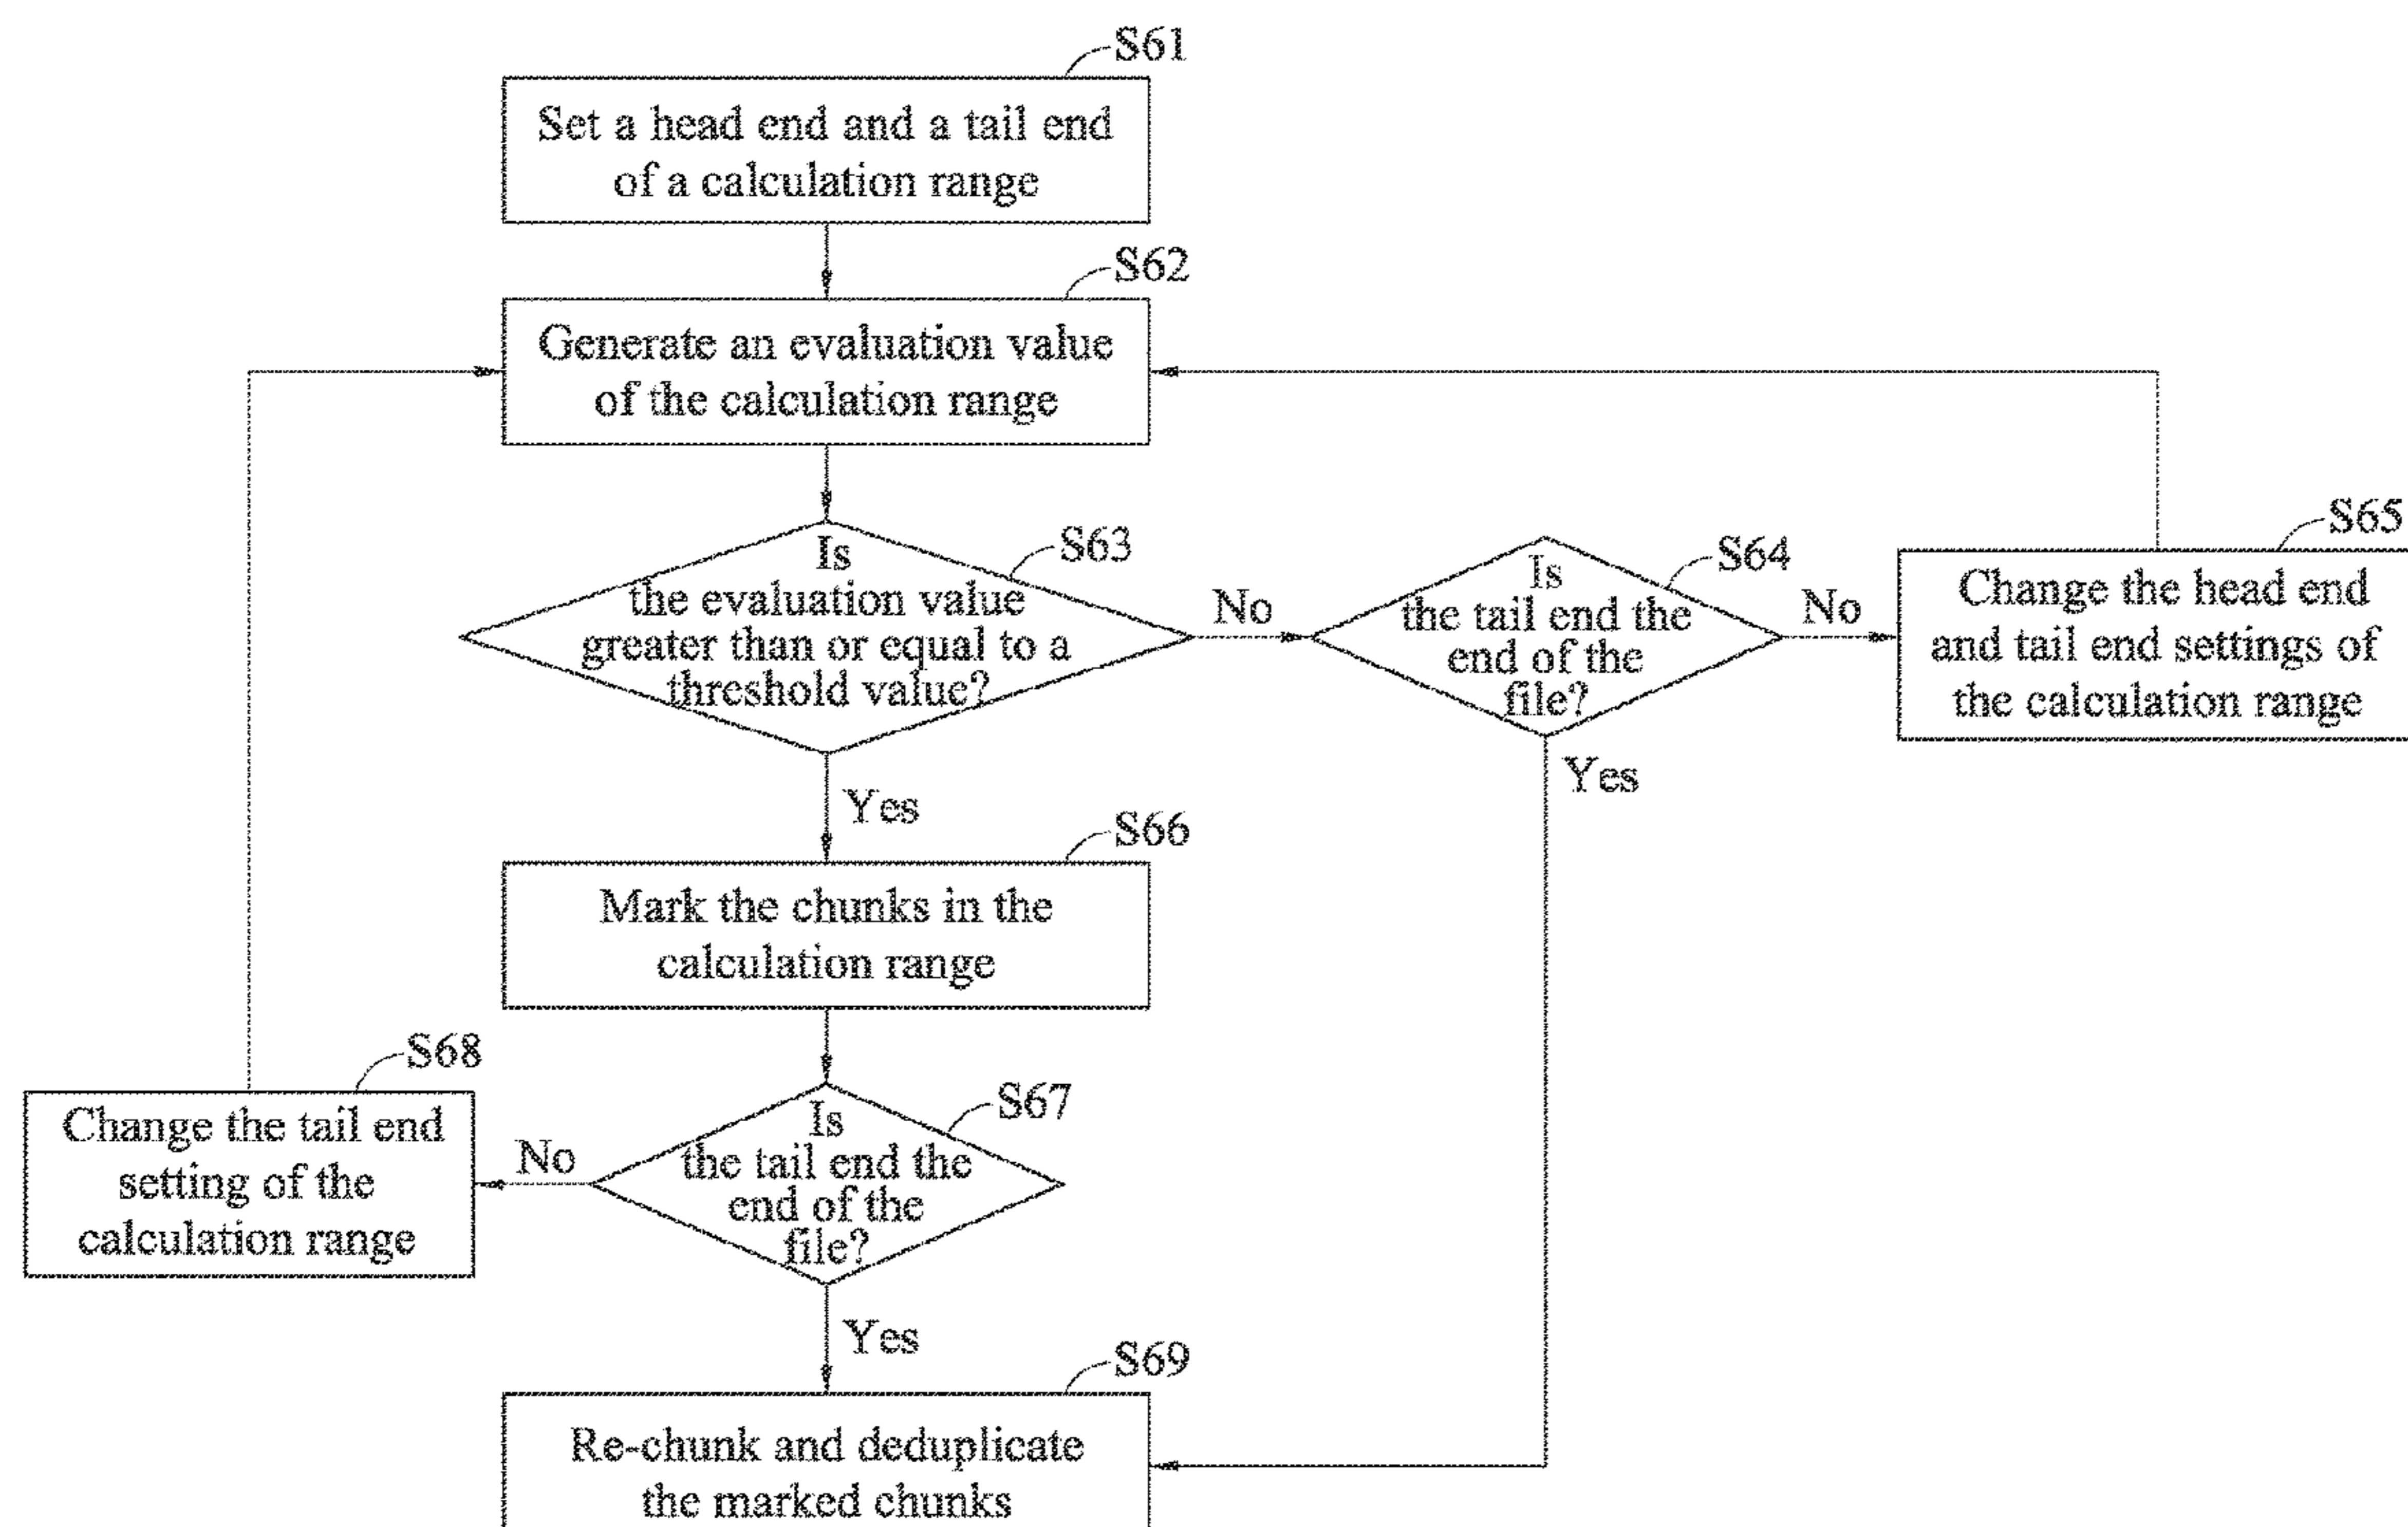 S61
Set a head end and a tail end
of a calculation range
S62
Generate an evaluation value
of the calculation range
S63
Is
the evaluation value
greater than or equal to a
threshold value?
No
S64
Is
the tail end the
end of the
file?
No
S65
Change the head end
and tail end settings of
the calculation range
Yes
Yes
S66
Mark the chunks in the
calculation range
S67
Is
the tail end the
end of the
file?
No
S68
Change the tail end
setting of the
calculation range
Yes
S69
Re-chunk and deduplicate
the marked chunks